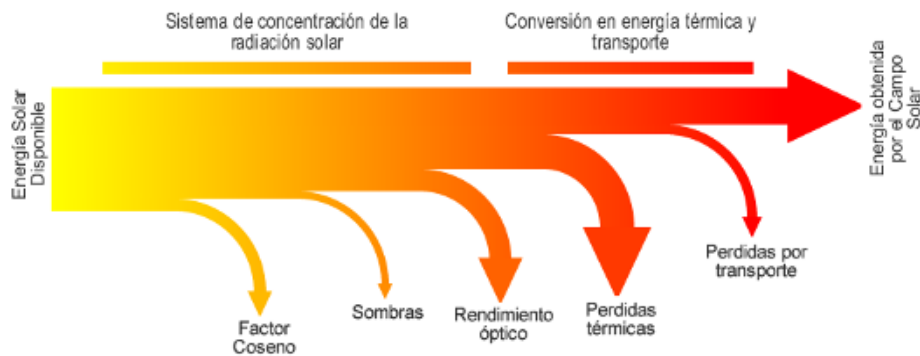 Sistema de concentración de la
radiación solar
Conversión en energía térmica y
transporte
Energía Solar
Disponible
Energía obtenida
por el Campo
Solar
Factor
Coseno
Sombras
Rendimiento
óptico
Perdidas
térmicas
Perdidas por
transporte